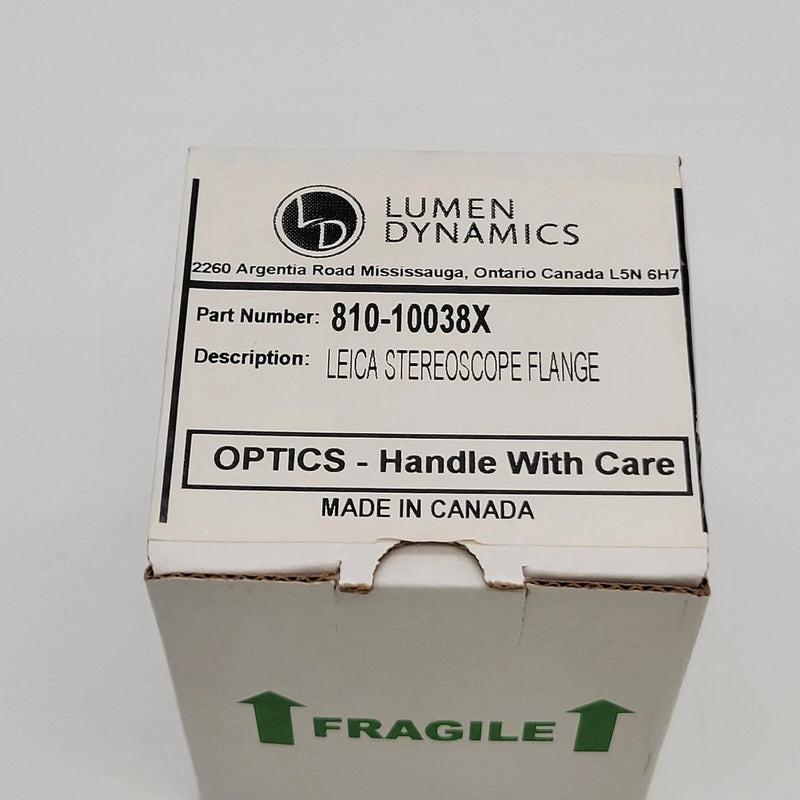 LD
LUMEN
DYNAMICS
2260 Argentia Road Mississauga, Ontario Canada L5N 6H7
Part Number: 810-10038X
Description: LEICA STEREOSCOPE FLANGE
OPTICS - Handle With Care
MADE IN CANADA
FRAGILE